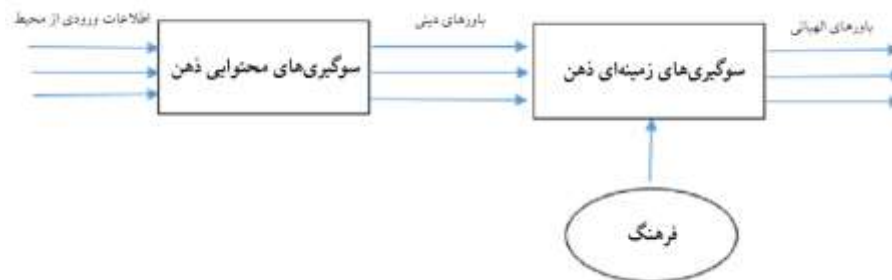 اطلاعات ورودی از محیط
سوگیری‌های محتوایی ذهن
باورهای دینی
سوگیری‌های زمینه‌ای ذهن
باورهای الهیاتی
فرهنگ